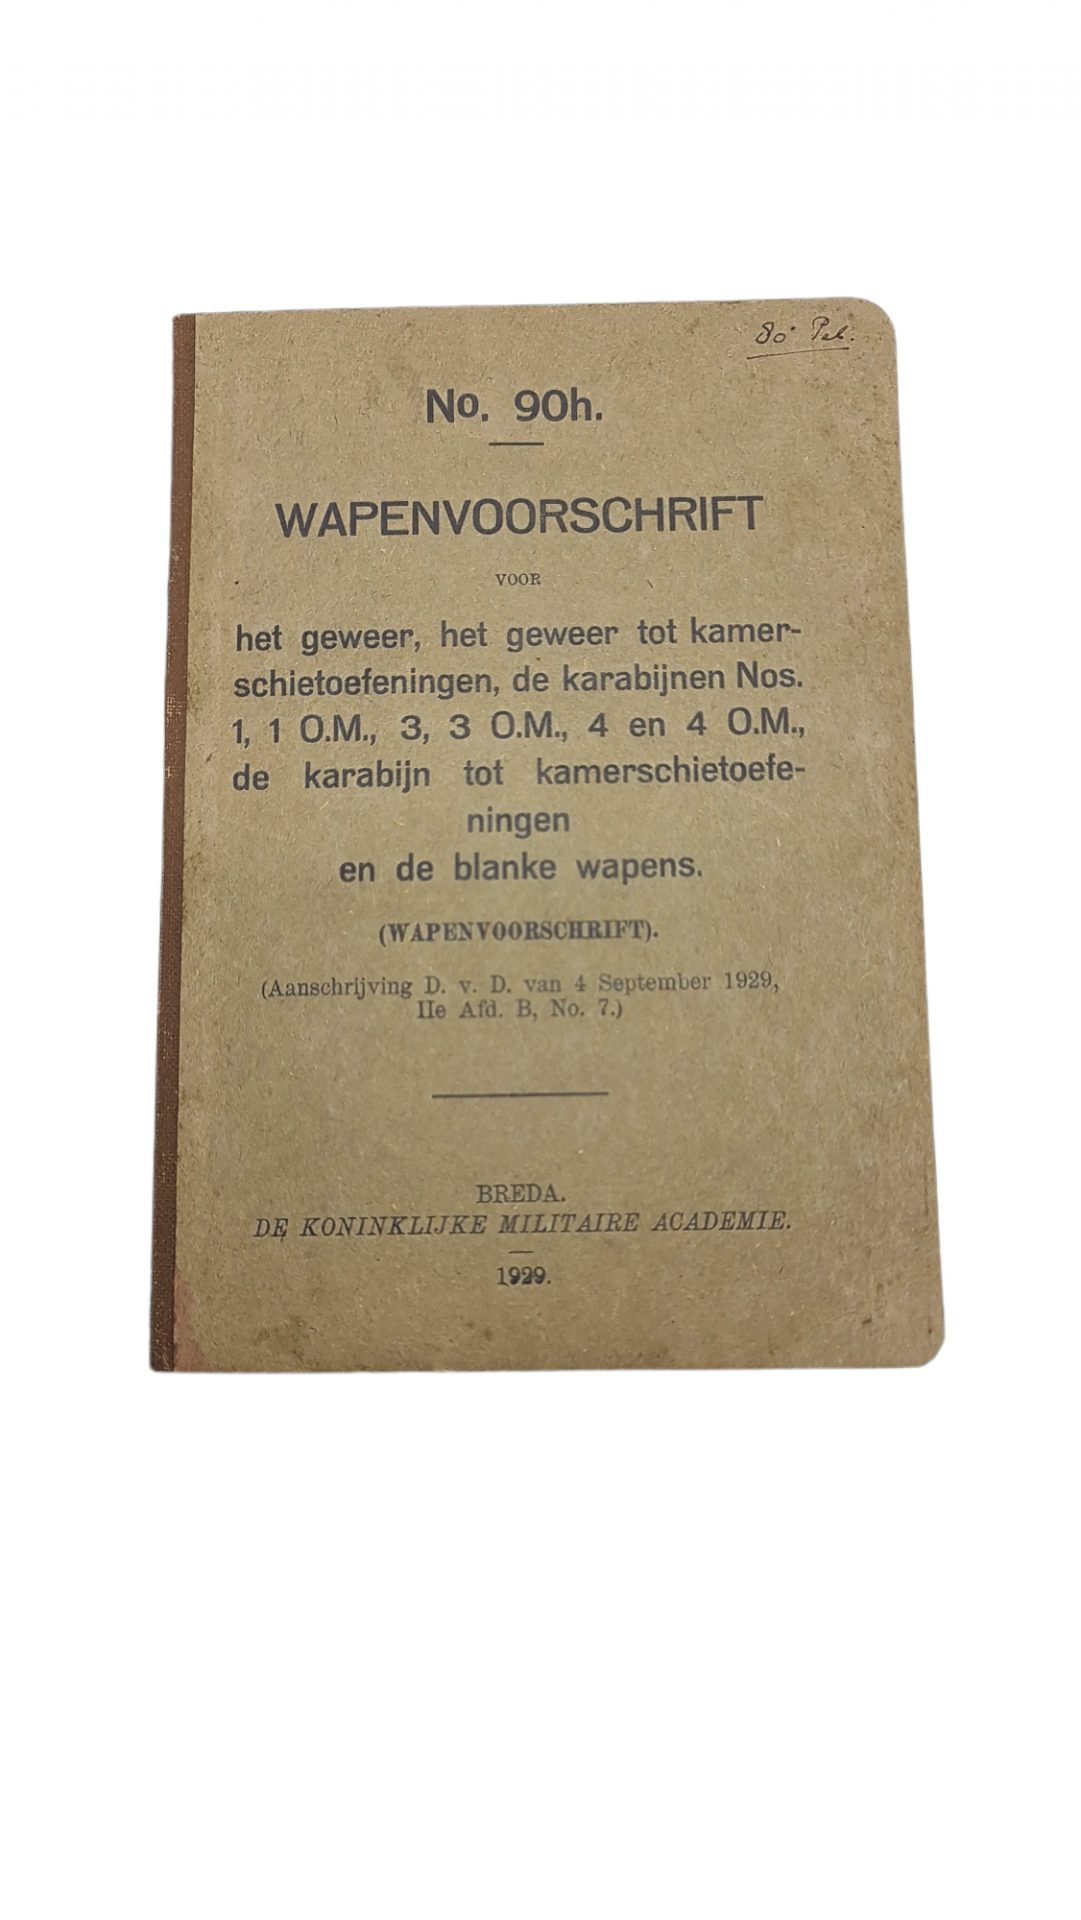 No. 90h.
WAPENVOORSCHRIFT
VOOR
het geweer, het geweer tot kamer-
schietoefeningen, de karabijnen Nos.
1, 1 O.M., 3, 3 O.M., 4 en 4 O.M.,
de karabijn tot kamerschietoefe-
ningen
en de blanke wapens.
(WAPENVOORSCHRIFT).
(Aanschrijving D. v. D. van 4 September 1929,
IIe Afd. B, No. 7.)
BREDA.
DE KONINKLIJKE MILITAIRE ACADEMIE.
1929.